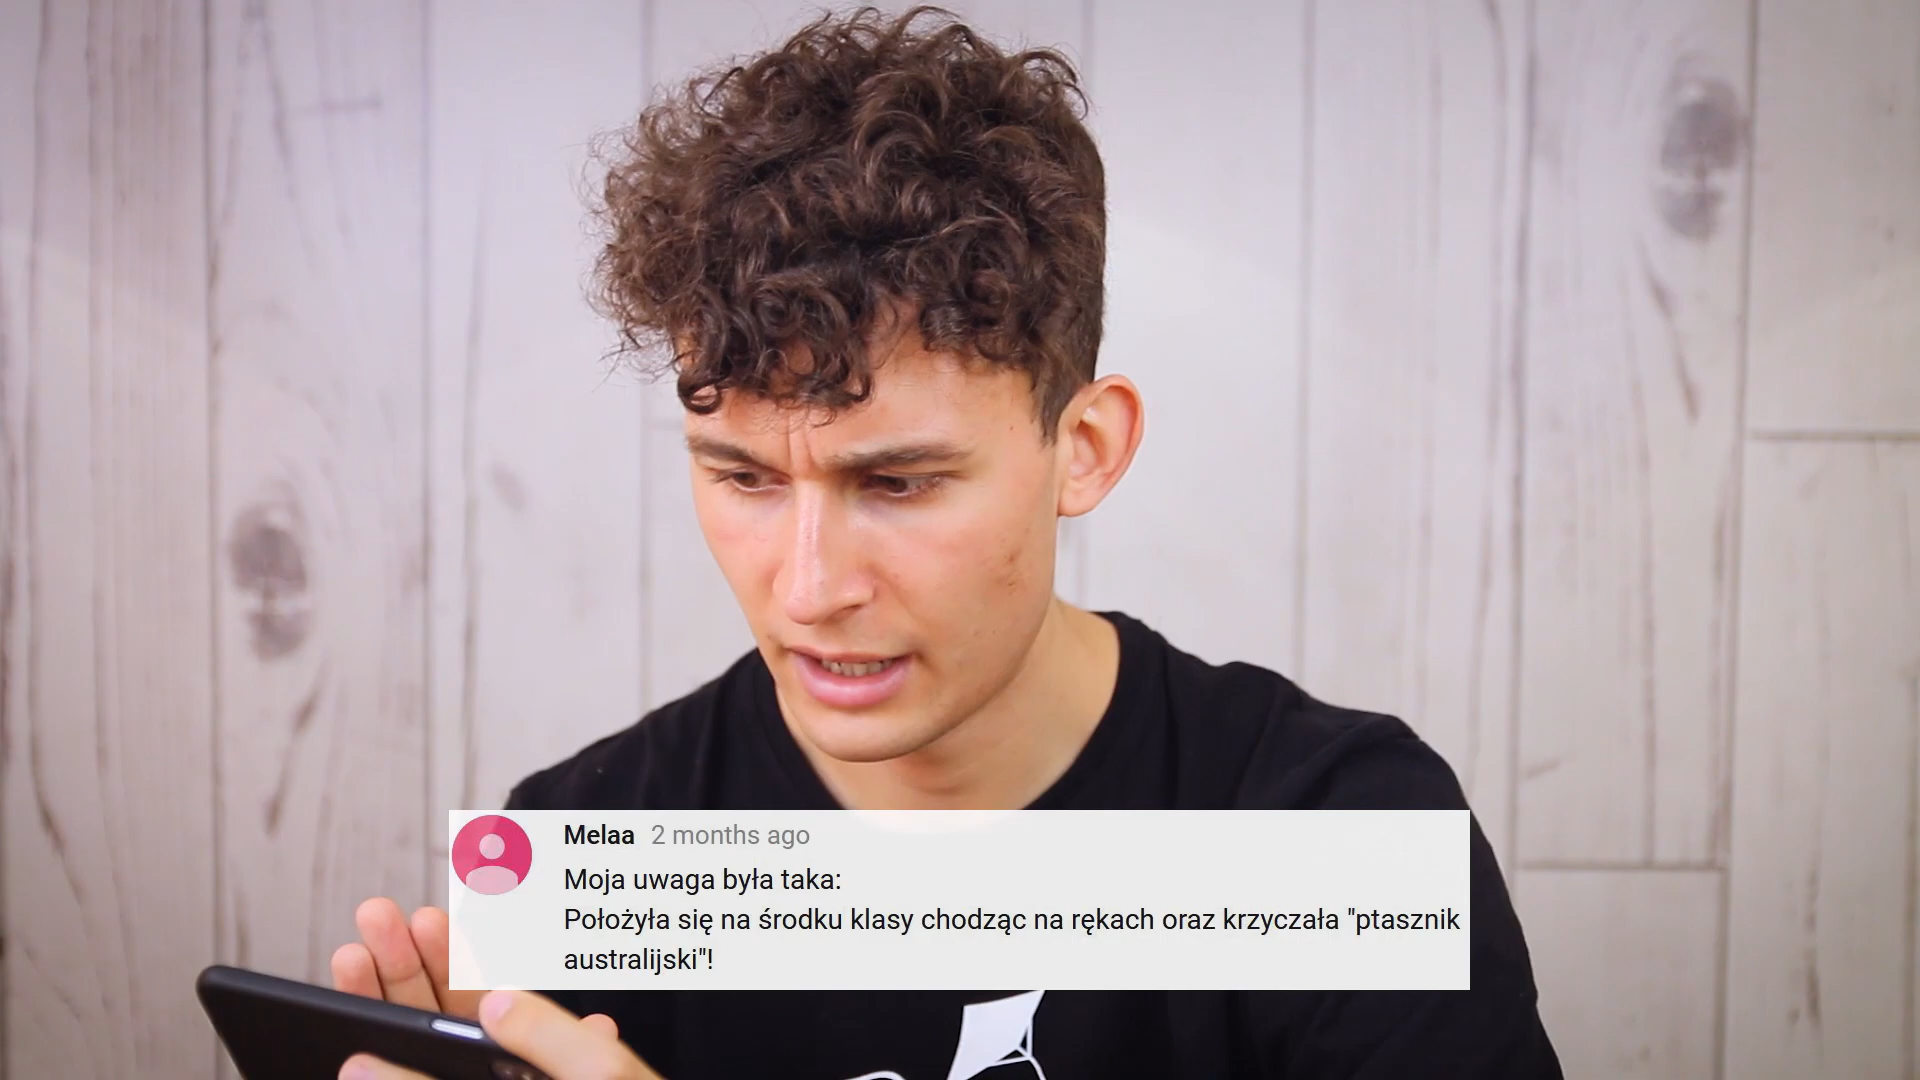 Melaa 2 months ago
Moja uwaga była taka:
Położyła się na środku klasy chodząc na rękach oraz krzyczała "ptasznik
australijski"!